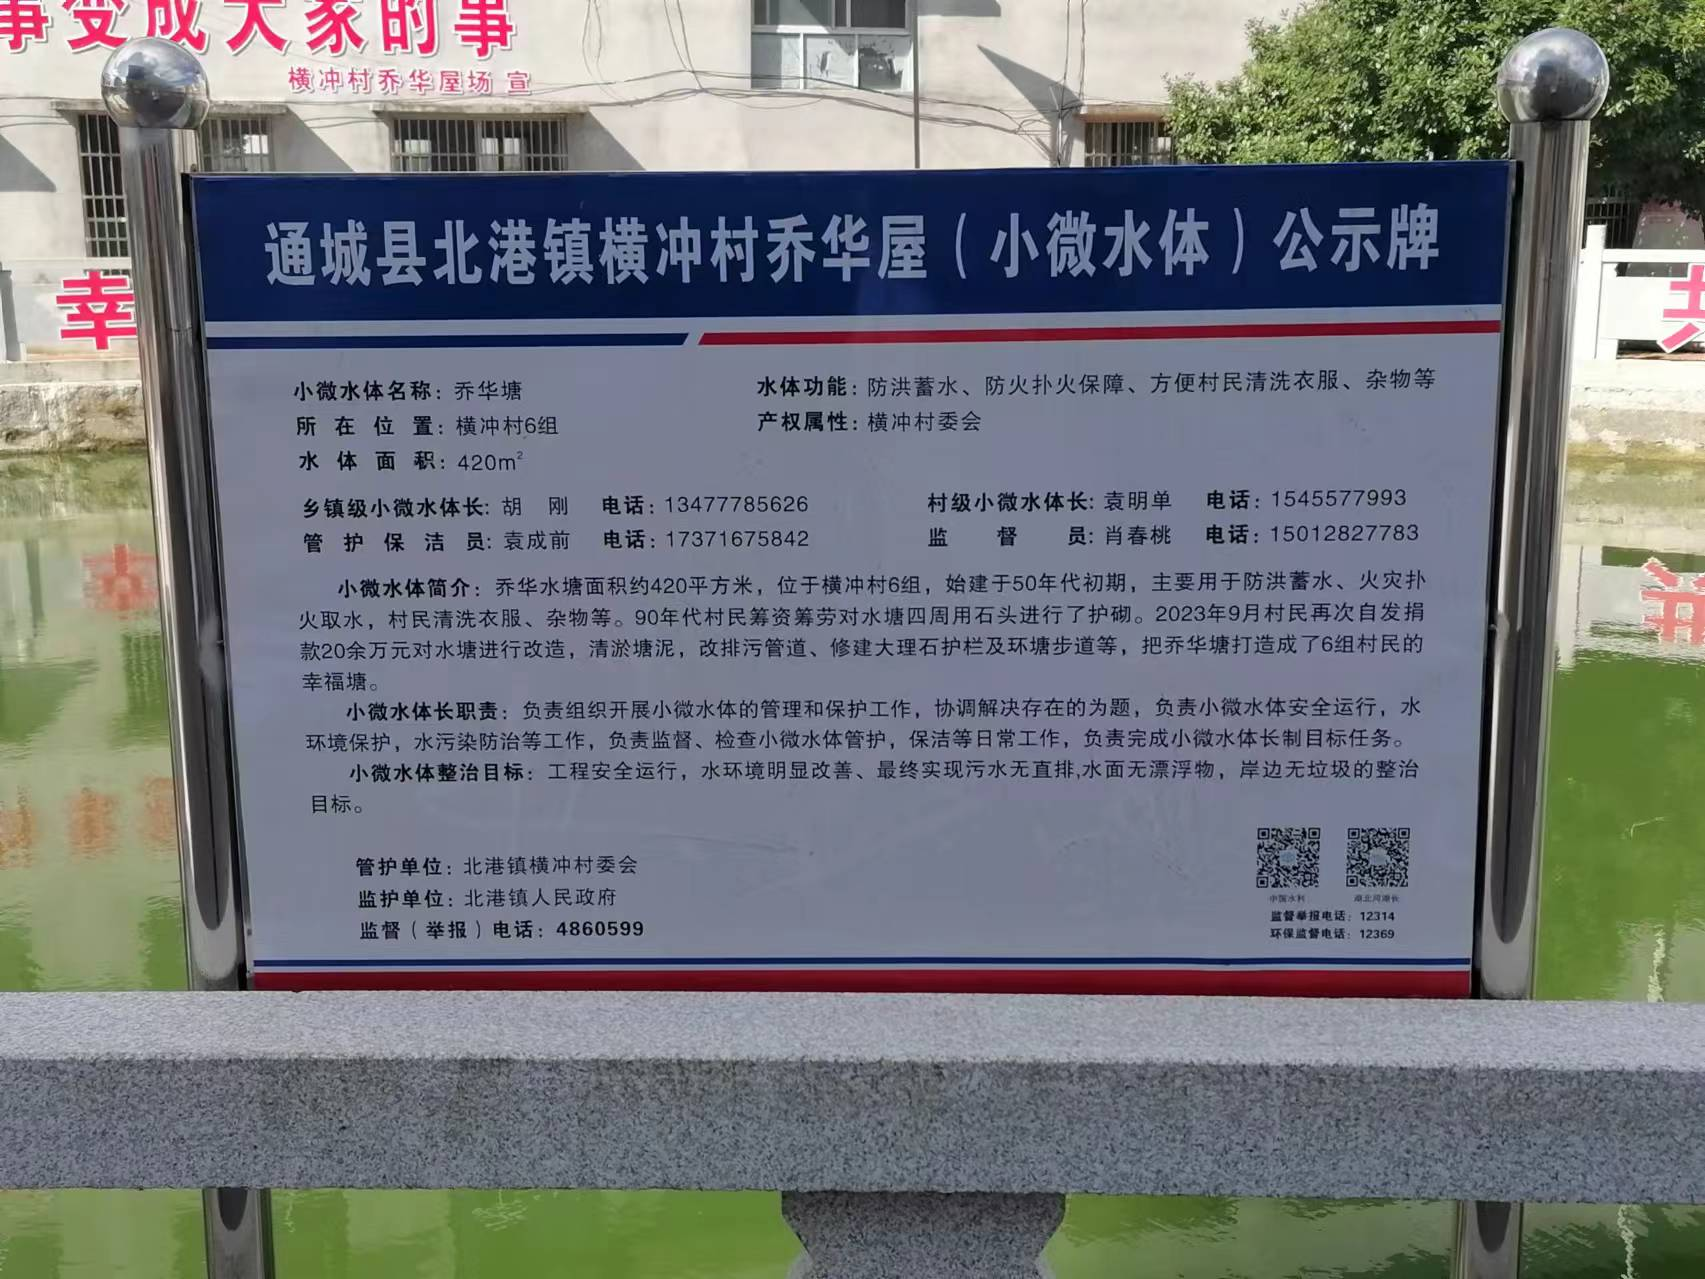 事变成大家的事
横冲村乔华屋场 宣
幸
共
通城县北港镇横冲村乔华屋（小微水体）公示牌
小微水体名称：乔华塘
水体功能：防洪蓄水、防火扑火保障、方便村民清洗衣服、杂物等
所在位置：横冲村6组
产权属性：横冲村委会
水体面积：420m²
乡镇级小微水体长：胡 刚 电话：13477785626
村级小微水体长：袁明单 电话：1545577993
管护保洁员：袁成前 电话：17371675842
监督员：肖春桃 电话：15012827783
小微水体简介：乔华水塘面积约420平方米，位于横冲村6组，始建于50年代初期，主要用于防洪蓄水、火灾扑
火取水，村民清洗衣服、杂物等。90年代村民筹资筹劳对水塘四周用石头进行了护砌。2023年9月村民再次自发捐
款20余万元对水塘进行改造，清淤塘泥，改排污管道、修建大理石护栏及环塘步道等，把乔华塘打造成了6组村民的
幸福塘。
小微水体长职责：负责组织开展小微水体的管理和保护工作，协调解决存在的为题，负责小微水体安全运行，水
环境保护，水污染防治等工作，负责监督、检查小微水体管护，保洁等日常工作，负责完成小微水体长制目标任务。
小微水体整治目标：工程安全运行，水环境明显改善、最终实现污水无直排,水面无漂浮物，岸边无垃圾的整治
目标。
管护单位：北港镇横冲村委会
监护单位：北港镇人民政府
监督（举报）电话：4860599
中国水利
湖北河湖长
监督举报电话：12314
环保监督电话：12369